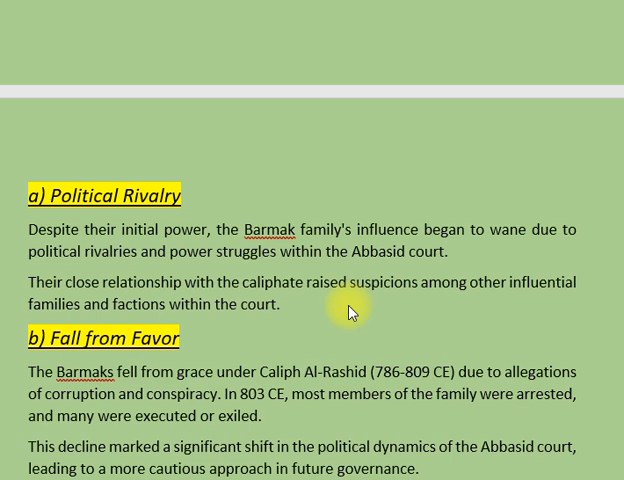 a) Political Rivalry
Despite their initial power, the Barmak family's influence began to wane due to
political rivalries and power struggles within the Abbasid court.
Their close relationship with the caliphate raised suspicions among other influential
families and factions within the court.
b) Fall from Favor
The Barmaks fell from grace under Caliph Al-Rashid (786-809 CE) due to allegations
of corruption and conspiracy. In 803 CE, most members of the family were arrested,
and many were executed or exiled.
This decline marked a significant shift in the political dynamics of the Abbasid court,
leading to a more cautious approach in future governance.